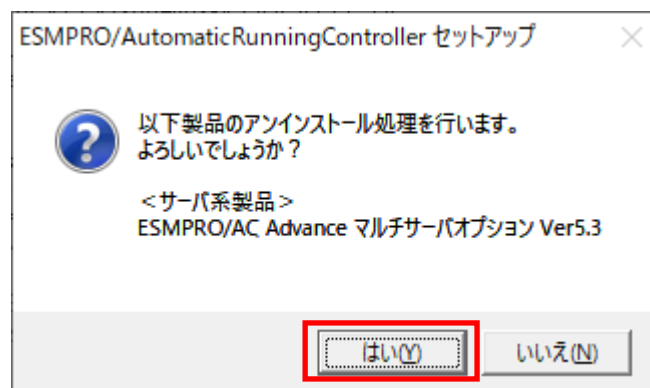 ESMPRO/AutomaticRunningController セットアップ
以下製品のアンインストール処理を行います。
よろしいでしょうか？
＜サーバ系製品＞
ESMPRO/AC Advance マルチサーバオプション Ver5.3
はい(Y)
いいえ(N)